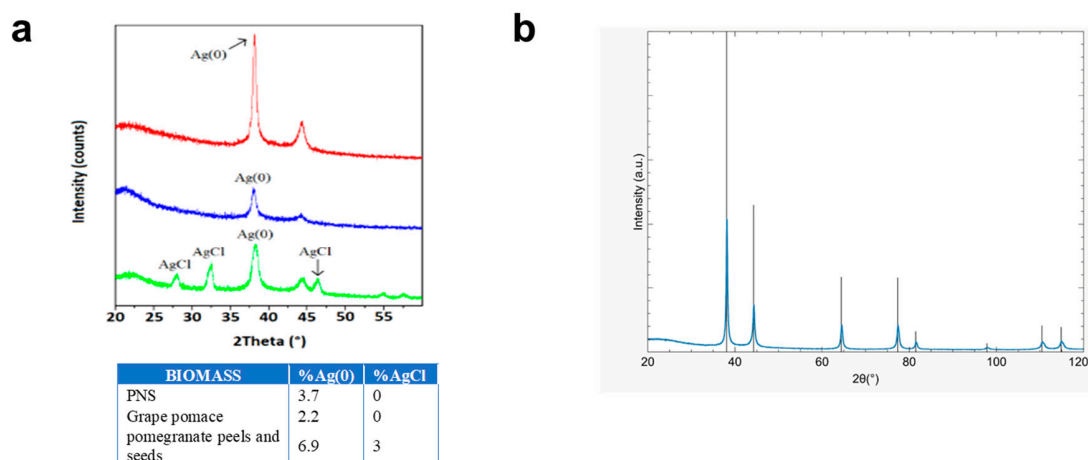 a
Intensity (counts)
Ag(0)
Ag(0)
Ag(0)
AgCl
AgCl
AgCl
20 25 30 35 40 45 50 55
2Theta (°)
BIOMASS %Ag(0) %AgCl
PNS 3.7 0
Grape pomace 2.2 0
pomegranate peels and
seeds 6.9 3
b
Intensity (a.u.)
20 40 60 80 100 120
2θ(°)